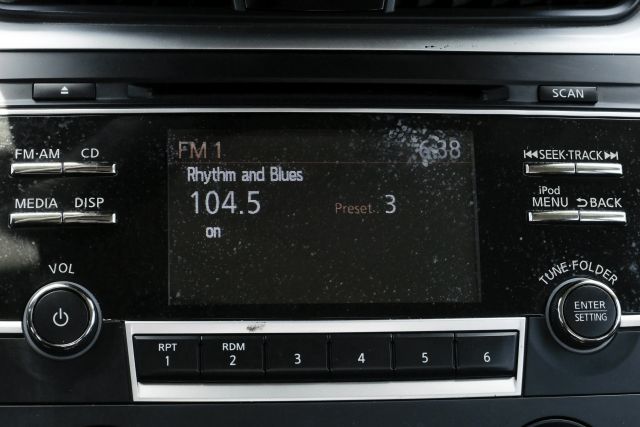 SCAN
FM·AM CD
MEDIA DISP
VOL
FM 1 6:38
Rhythm and Blues
104.5 Preset 3
on
SEEK·TRACK
iPod
MENU BACK
TUNE·FOLDER
ENTER
SETTING
RPT RDM
1 2 3 4 5 6